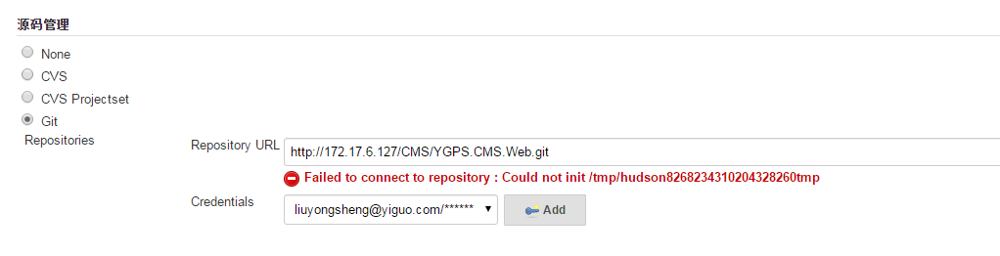 源码管理
None
CVS
CVS Projectset
Git
Repositories
Repository URL http://172.17.6.127/CMS/YGPS.CMS.Web.git
Failed to connect to repository : Could not init /tmp/hudson8268234310204328260tmp
Credentials liuyongsheng@yiguo.com/****** Add